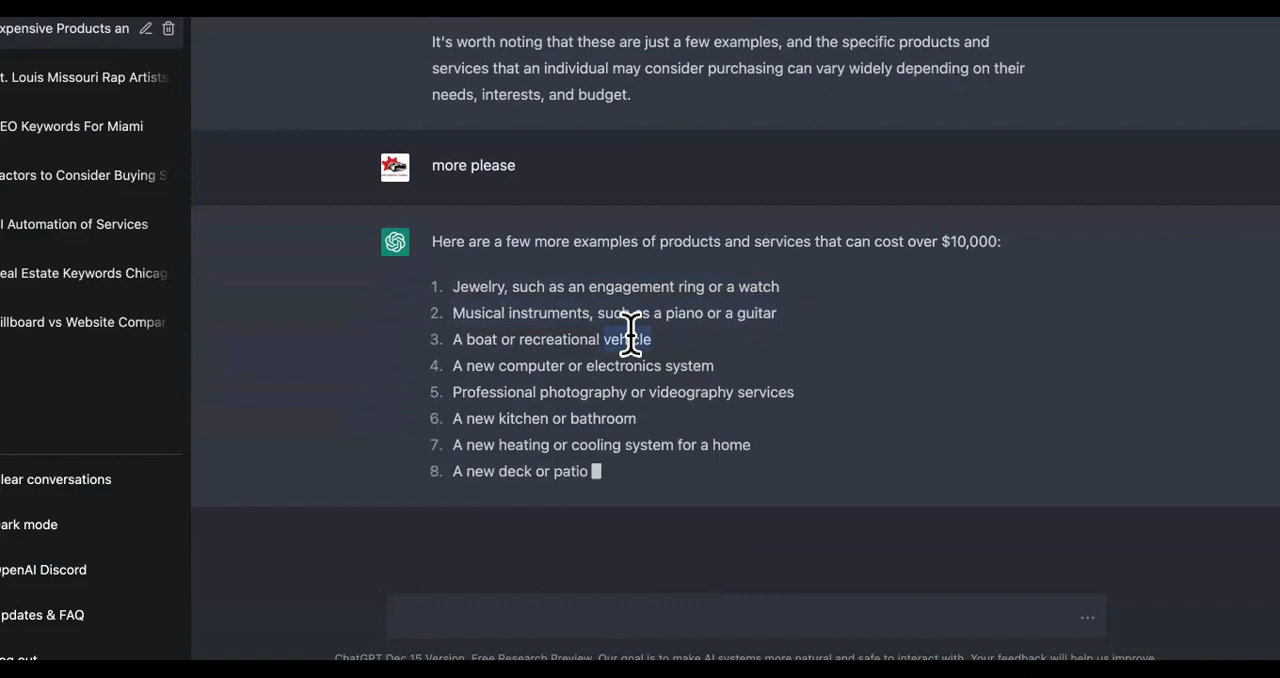 xpensive Products an
t. Louis Missouri Rap Artists
EO Keywords For Miami
actors to Consider Buying S
I Automation of Services
eal Estate Keywords Chicag
illboard vs Website Compar
lear conversations
ark mode
penAI Discord
pdates & FAQ
og out
It's worth noting that these are just a few examples, and the specific products and
services that an individual may consider purchasing can vary widely depending on their
needs, interests, and budget.
more please
Here are a few more examples of products and services that can cost over $10,000:
1. Jewelry, such as an engagement ring or a watch
2. Musical instruments, such as a piano or a guitar
3. A boat or recreational vehicle
4. A new computer or electronics system
5. Professional photography or videography services
6. A new kitchen or bathroom
7. A new heating or cooling system for a home
8. A new deck or patio
ChatGPT Dec 15 Version. Free Research Preview. Our goal is to make AI systems more natural and safe to interact with. Your feedback will help us improve.